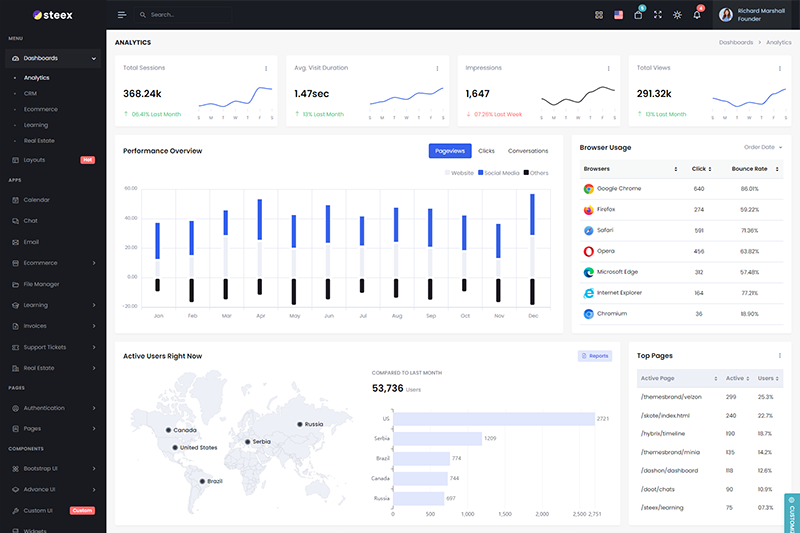 steex
Search...
5
4
Richard Marshall
Founder
MENU
Dashboards
Analytics
CRM
Ecommerce
Learning
Real Estate
Layouts
Hot
APPS
Calendar
Chat
Email
Ecommerce
File Manager
Learning
Invoices
Support Tickets
Real Estate
PAGES
Authentication
Pages
COMPONENTS
Bootstrap UI
Advance UI
Custom UI
Custom
Widgets
ANALYTICS
Dashboards > Analytics
Total Sessions
368.24k
↑ 06.41% Last Month
S M T W T F S
Avg. Visit Duration
1.47sec
↑ 13% Last Month
S M T W T F S
Impressions
1,647
↓ 07.26% Last Week
S M T W T F S
Total Views
291.32k
↑ 13% Last Month
S M T W T F S
Performance Overview
Pageviews Clicks Conversations
Website Social Media Others
60.00
40.00
20.00
0.00
-20.00
Jan Feb Mar Apr May Jun Jul Aug Sep Oct Nov Dec
Browser Usage
Order Date
Browsers Click Bounce Rate
Google Chrome 640 86.01%
Firefox 274 59.22%
Safari 591 71.36%
Opera 456 63.82%
Microsoft Edge 312 57.48%
Internet Explorer 164 77.21%
Chromium 36 18.90%
Active Users Right Now
Reports
Canada
United States
Brazil
Serbia
Russia
COMPARED TO LAST MONTH
53,736 Users
US 2721
Serbia 1209
Brazil 774
Canada 744
Russia 697
0 500 1,000 1,500 2,000 2,500 2,751
Top Pages
Active Page Active Users
/themesbrand/velzon 299 25.3%
/skote/index.html 240 22.7%
/hybrix/timeline 190 18.7%
/themesbrand/minia 135 14.2%
/dashon/dashboard 118 12.6%
/doot/chats 90 10.9%
/steex/learning 75 07.3%